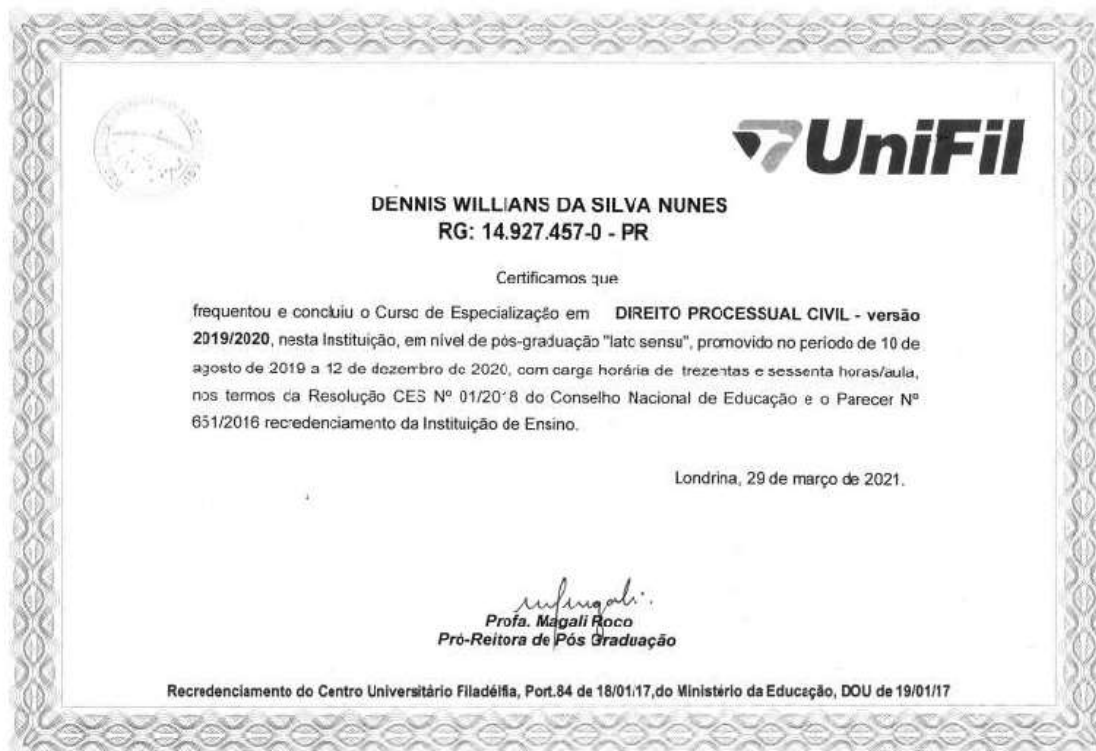 UniFil
DENNIS WILLIANS DA SILVA NUNES
RG: 14.927.457-0 - PR
Certificamos que
frequentou e concluiu o Curso de Especialização em DIREITO PROCESSUAL CIVIL - versão
2019/2020, nesta Instituição, em nível de pós-graduação "lato sensu", promovido no período de 10 de
agosto de 2019 a 12 de dezembro de 2020, com carga horária de trezentas e sessenta horas/aula,
nos termos da Resolução CES Nº 01/2018 do Conselho Nacional de Educação e o Parecer Nº
651/2016 recredenciamento da Instituição de Ensino.
Londrina, 29 de março de 2021.
Profa. Magali Roco
Pró-Reitora de Pós Graduação
Recredenciamento do Centro Universitário Filadélfia, Port.84 de 18/01/17,do Ministério da Educação, DOU de 19/01/17